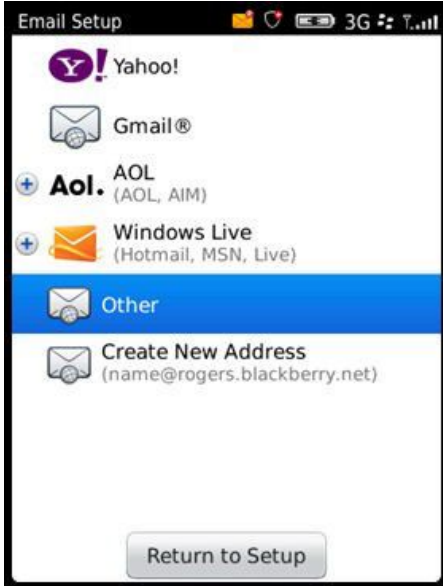 Email Setup 3G
Y! Yahoo!
Gmail®
Aol. AOL
(AOL, AIM)
Windows Live
(Hotmail, MSN, Live)
Other
Create New Address
(name@rogers.blackberry.net)
Return to Setup